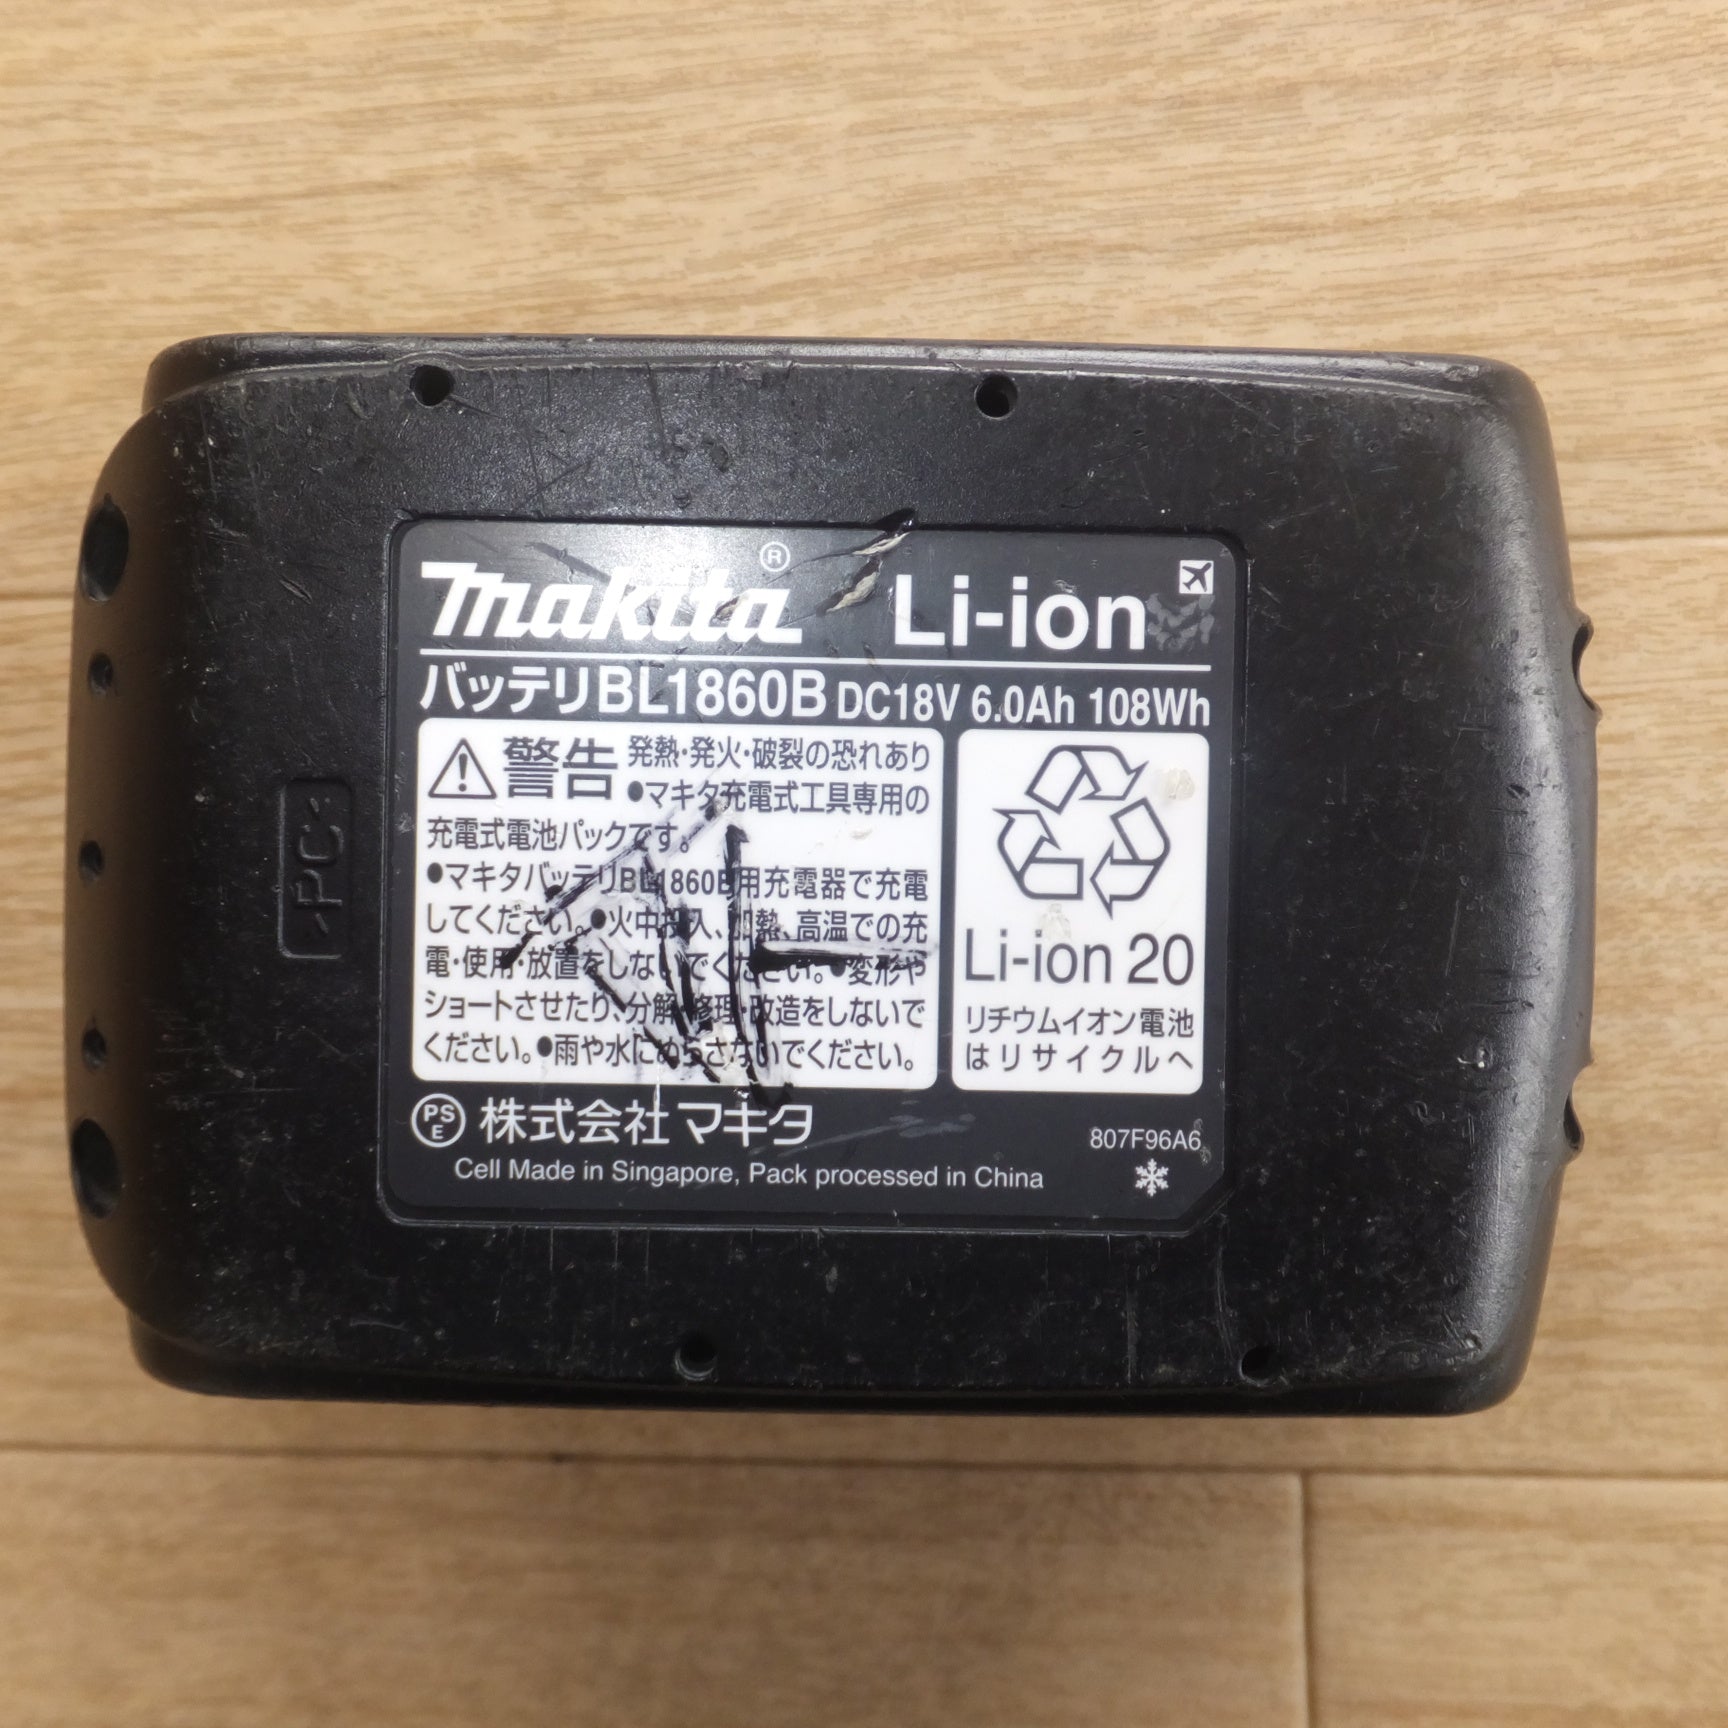 makita® Li-ion
バッテリBL1860B DC18V 6.0Ah 108Wh
警告 発熱・発火・破裂の恐れあり
●マキタ充電式工具専用の
充電式電池パックです。
●マキタバッテリBL1860B用充電器で充電
してください。●火中投入、加熱、高温での充
電・使用・放置をしないでください。●変形や
ショートさせたり、分解・修理・改造をしないで
ください。●雨や水にぬらさないでください。
Li-ion 20
リチウムイオン電池
はリサイクルへ
PSE 株式会社マキタ
807F96A6
Cell Made in Singapore, Pack processed in China
>PC<